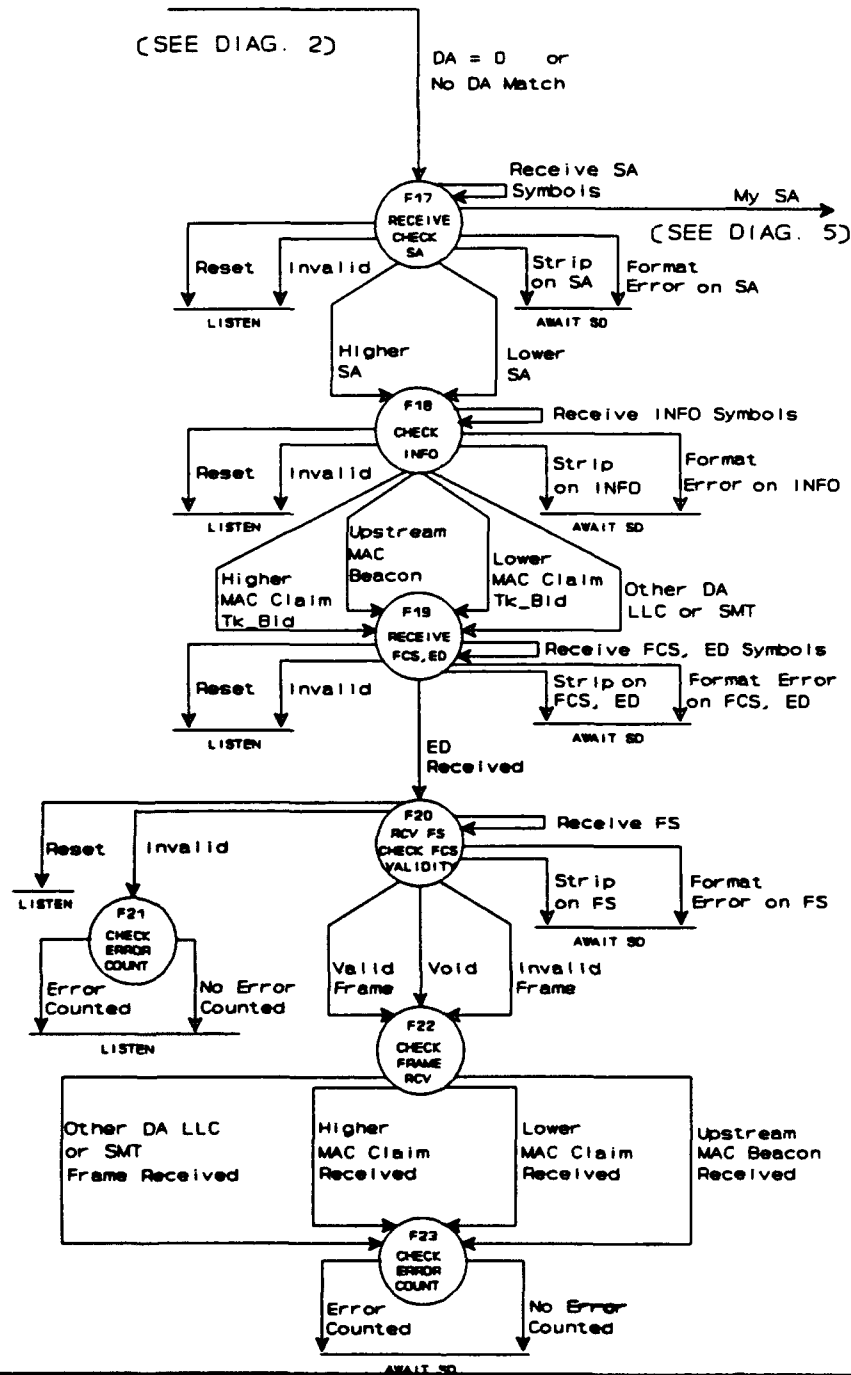 (SEE DIAG. 2)
DA = 0 or
No DA Match
Receive SA
Symbols
F17
RECEIVE
CHECK
SA
My SA
(SEE DIAG. 5)
Reset
Invalid
Strip
on SA
Format
Error on SA
LISTEN
AWAIT SD
Higher
SA
Lower
SA
F18
CHECK
INFO
Receive INFO Symbols
Reset
Invalid
Strip
on INFO
Format
Error on INFO
LISTEN
AWAIT SD
Upstream
MAC
Beacon
Higher
MAC Claim
Tk_Bid
Lower
MAC Claim
Tk_Bid
Other DA
LLC or SMT
F19
RECEIVE
FCS, ED
Receive FCS, ED Symbols
Reset
Invalid
Strip on
FCS, ED
Format Error
on FCS, ED
LISTEN
AWAIT SD
ED
Received
F20
RCV FS
CHECK FCS
VALIDITY
Receive FS
Reset
Invalid
Strip
on FS
Format
Error on FS
LISTEN
AWAIT SD
F21
CHECK
ERROR
COUNT
Error
Counted
No Error
Counted
LISTEN
Valid
Frame
Void
Invalid
Frame
F22
CHECK
FRAME
RCV
Other DA LLC
or SMT
Frame Received
Higher
MAC Claim
Received
Lower
MAC Claim
Received
Upstream
MAC Beacon
Received
F23
CHECK
ERROR
COUNT
Error
Counted
No Error
Counted
AWAIT SD